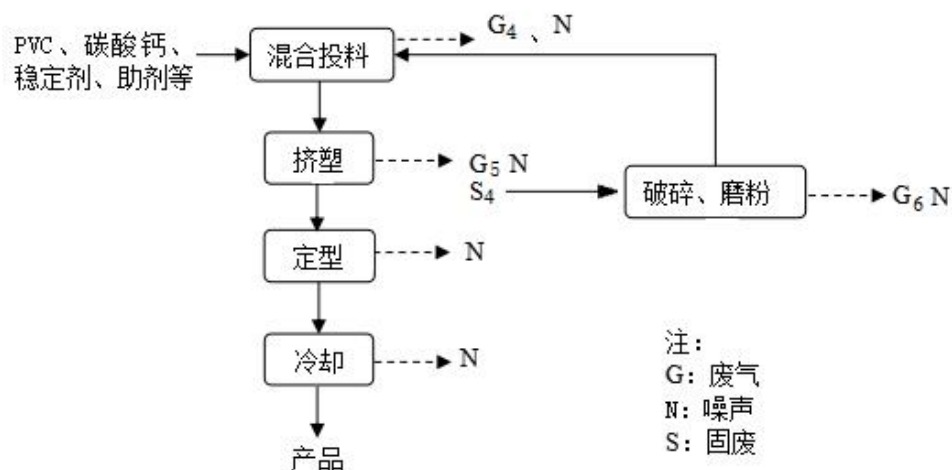 G₄ 、N
PVC、碳酸钙、
稳定剂、助剂等
混合投料
挤塑
G₅ N
S₄
破碎、磨粉
G₆ N
定型
N
冷却
N
产品
注：
G：废气
N：噪声
S：固废